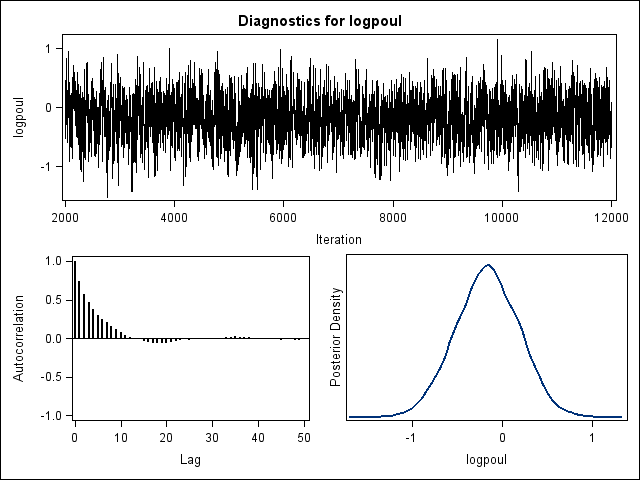 Diagnostics for logpoul
logpoul
1
0
-1
2000 4000 6000 8000 10000 12000
Iteration
Autocorrelation
1.0
0.5
0.0
-0.5
-1.0
0 10 20 30 40 50
Lag
Posterior Density
-1 0 1
logpoul